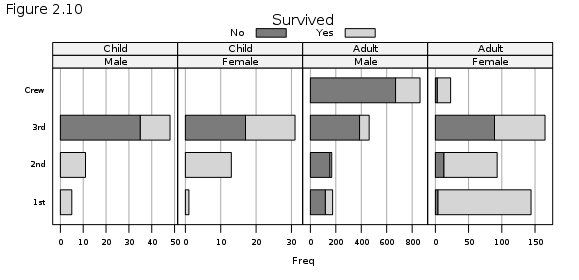 Figure 2.10
Survived
No Yes
Child Child Adult Adult
Male Female Male Female
Crew
3rd
2nd
1st
0 10 20 30 40 50 0 10 20 30 0 200 400 600 800 0 50 100 150
Freq